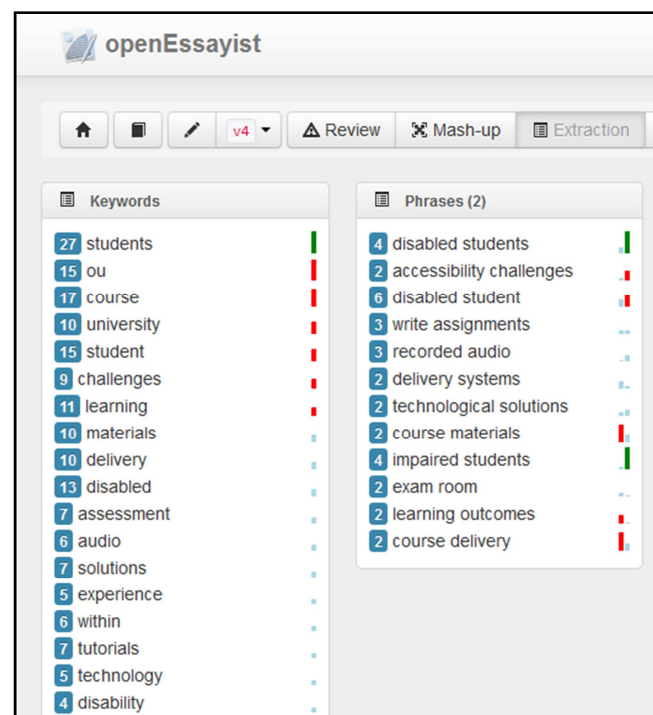 openEssayist
v4 Review Mash-up Extraction
Keywords
27 students
15 ou
17 course
10 university
15 student
9 challenges
11 learning
10 materials
10 delivery
13 disabled
7 assessment
6 audio
7 solutions
5 experience
6 within
7 tutorials
5 technology
4 disability
Phrases (2)
4 disabled students
2 accessibility challenges
6 disabled student
3 write assignments
3 recorded audio
2 delivery systems
2 technological solutions
2 course materials
4 impaired students
2 exam room
2 learning outcomes
2 course delivery